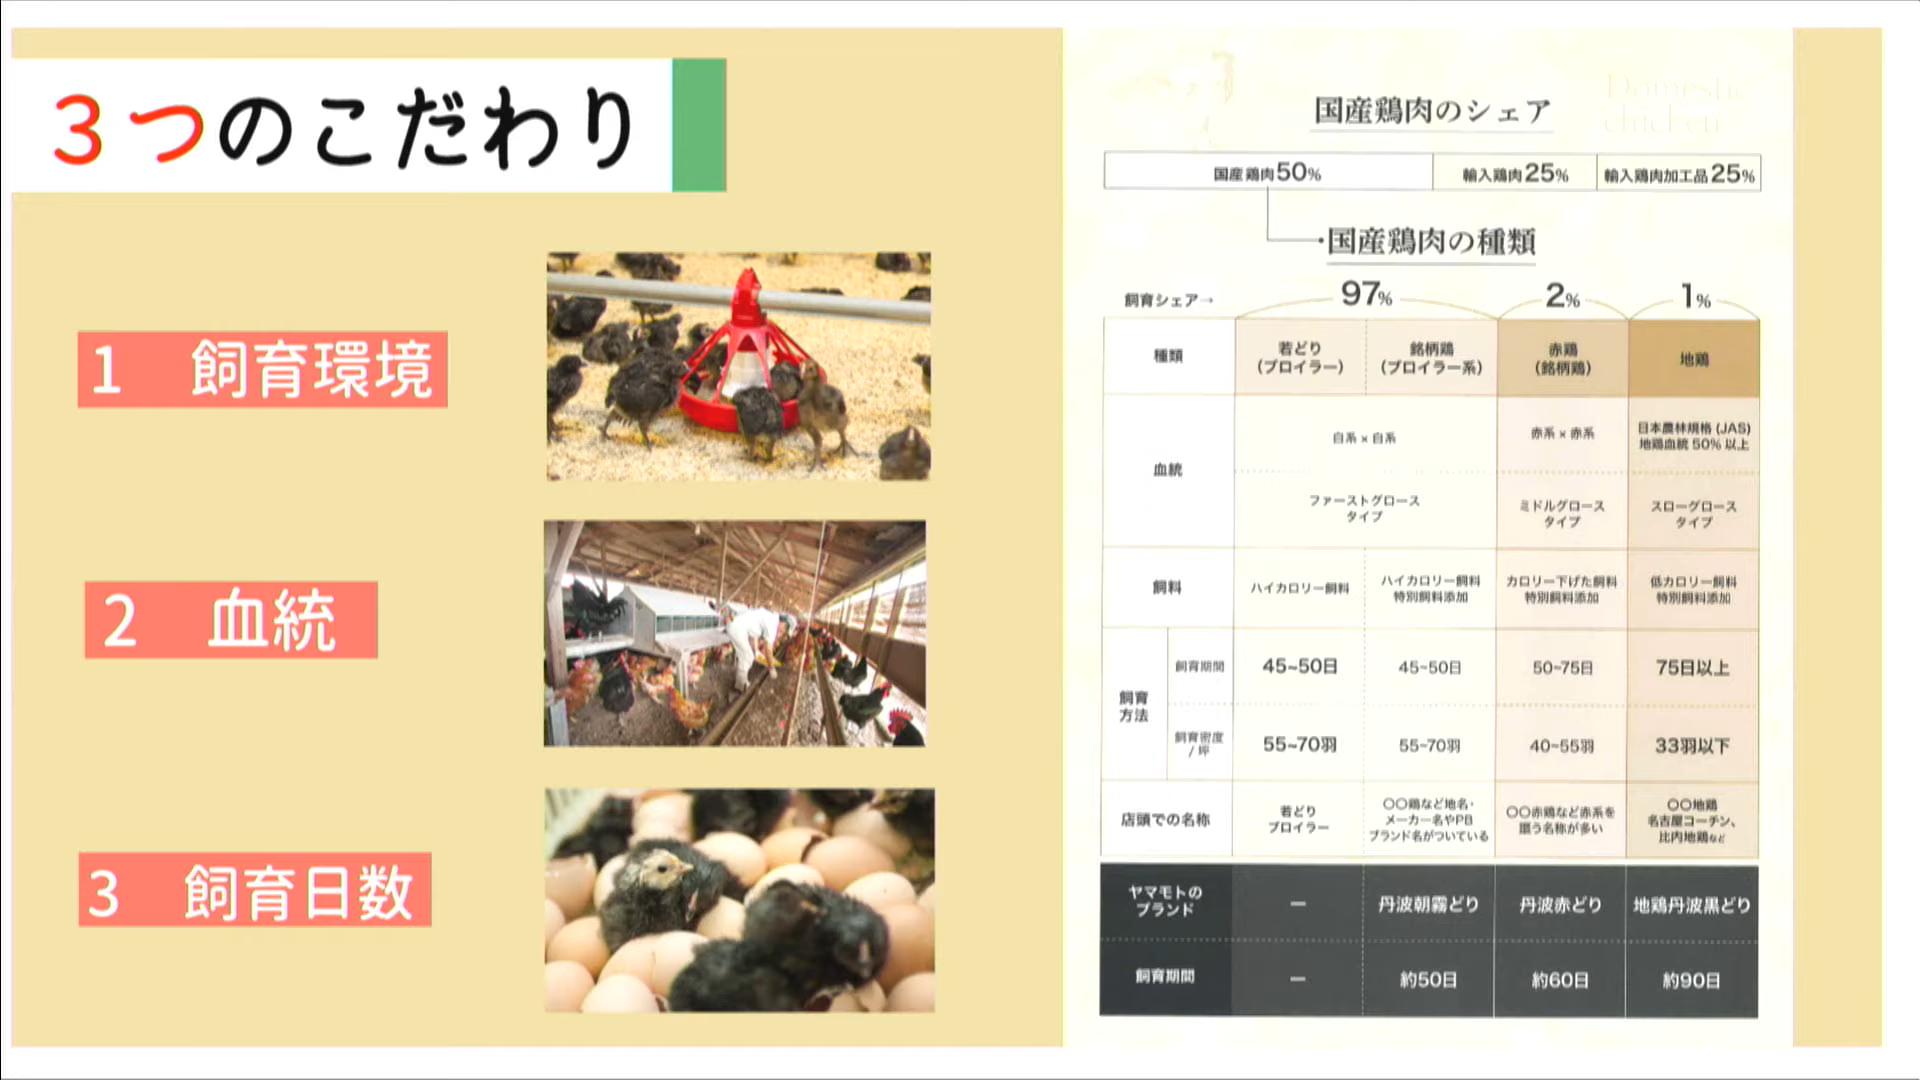 ３つのこだわり
1　飼育環境
2　血統
3　飼育日数
Domestic
chicken
国産鶏肉のシェア
国産鶏肉50%
輸入鶏肉25%
輸入鶏肉加工品25%
国産鶏肉の種類
飼育シェア→
97%
2%
1%
種類
若どり
（ブロイラー）
銘柄鶏
（ブロイラー系）
赤鶏
（銘柄鶏）
地鶏
血統
白系×白系
赤系×赤系
日本農林規格 (JAS)
地鶏血統 50% 以上
ファーストグロース
タイプ
ミドルグロース
タイプ
スローグロース
タイプ
飼料
ハイカロリー飼料
ハイカロリー飼料
特別飼料添加
カロリー下げた飼料
特別飼料添加
低カロリー飼料
特別飼料添加
飼育
方法
飼育期間
45~50日
45~50日
50~75日
75日以上
飼育密度
/ 坪
55~70羽
55~70羽
40~55羽
33羽以下
店頭での名称
若どり
ブロイラー
〇〇鶏など地名・
メーカー名やPB
ブランド名がついている
〇〇赤鶏など赤系を
謳う名称が多い
〇〇地鶏
名古屋コーチン、
比内地鶏など
ヤマモトの
ブランド
ー
丹波朝霧どり
丹波赤どり
地鶏丹波黒どり
飼育期間
ー
約50日
約60日
約90日